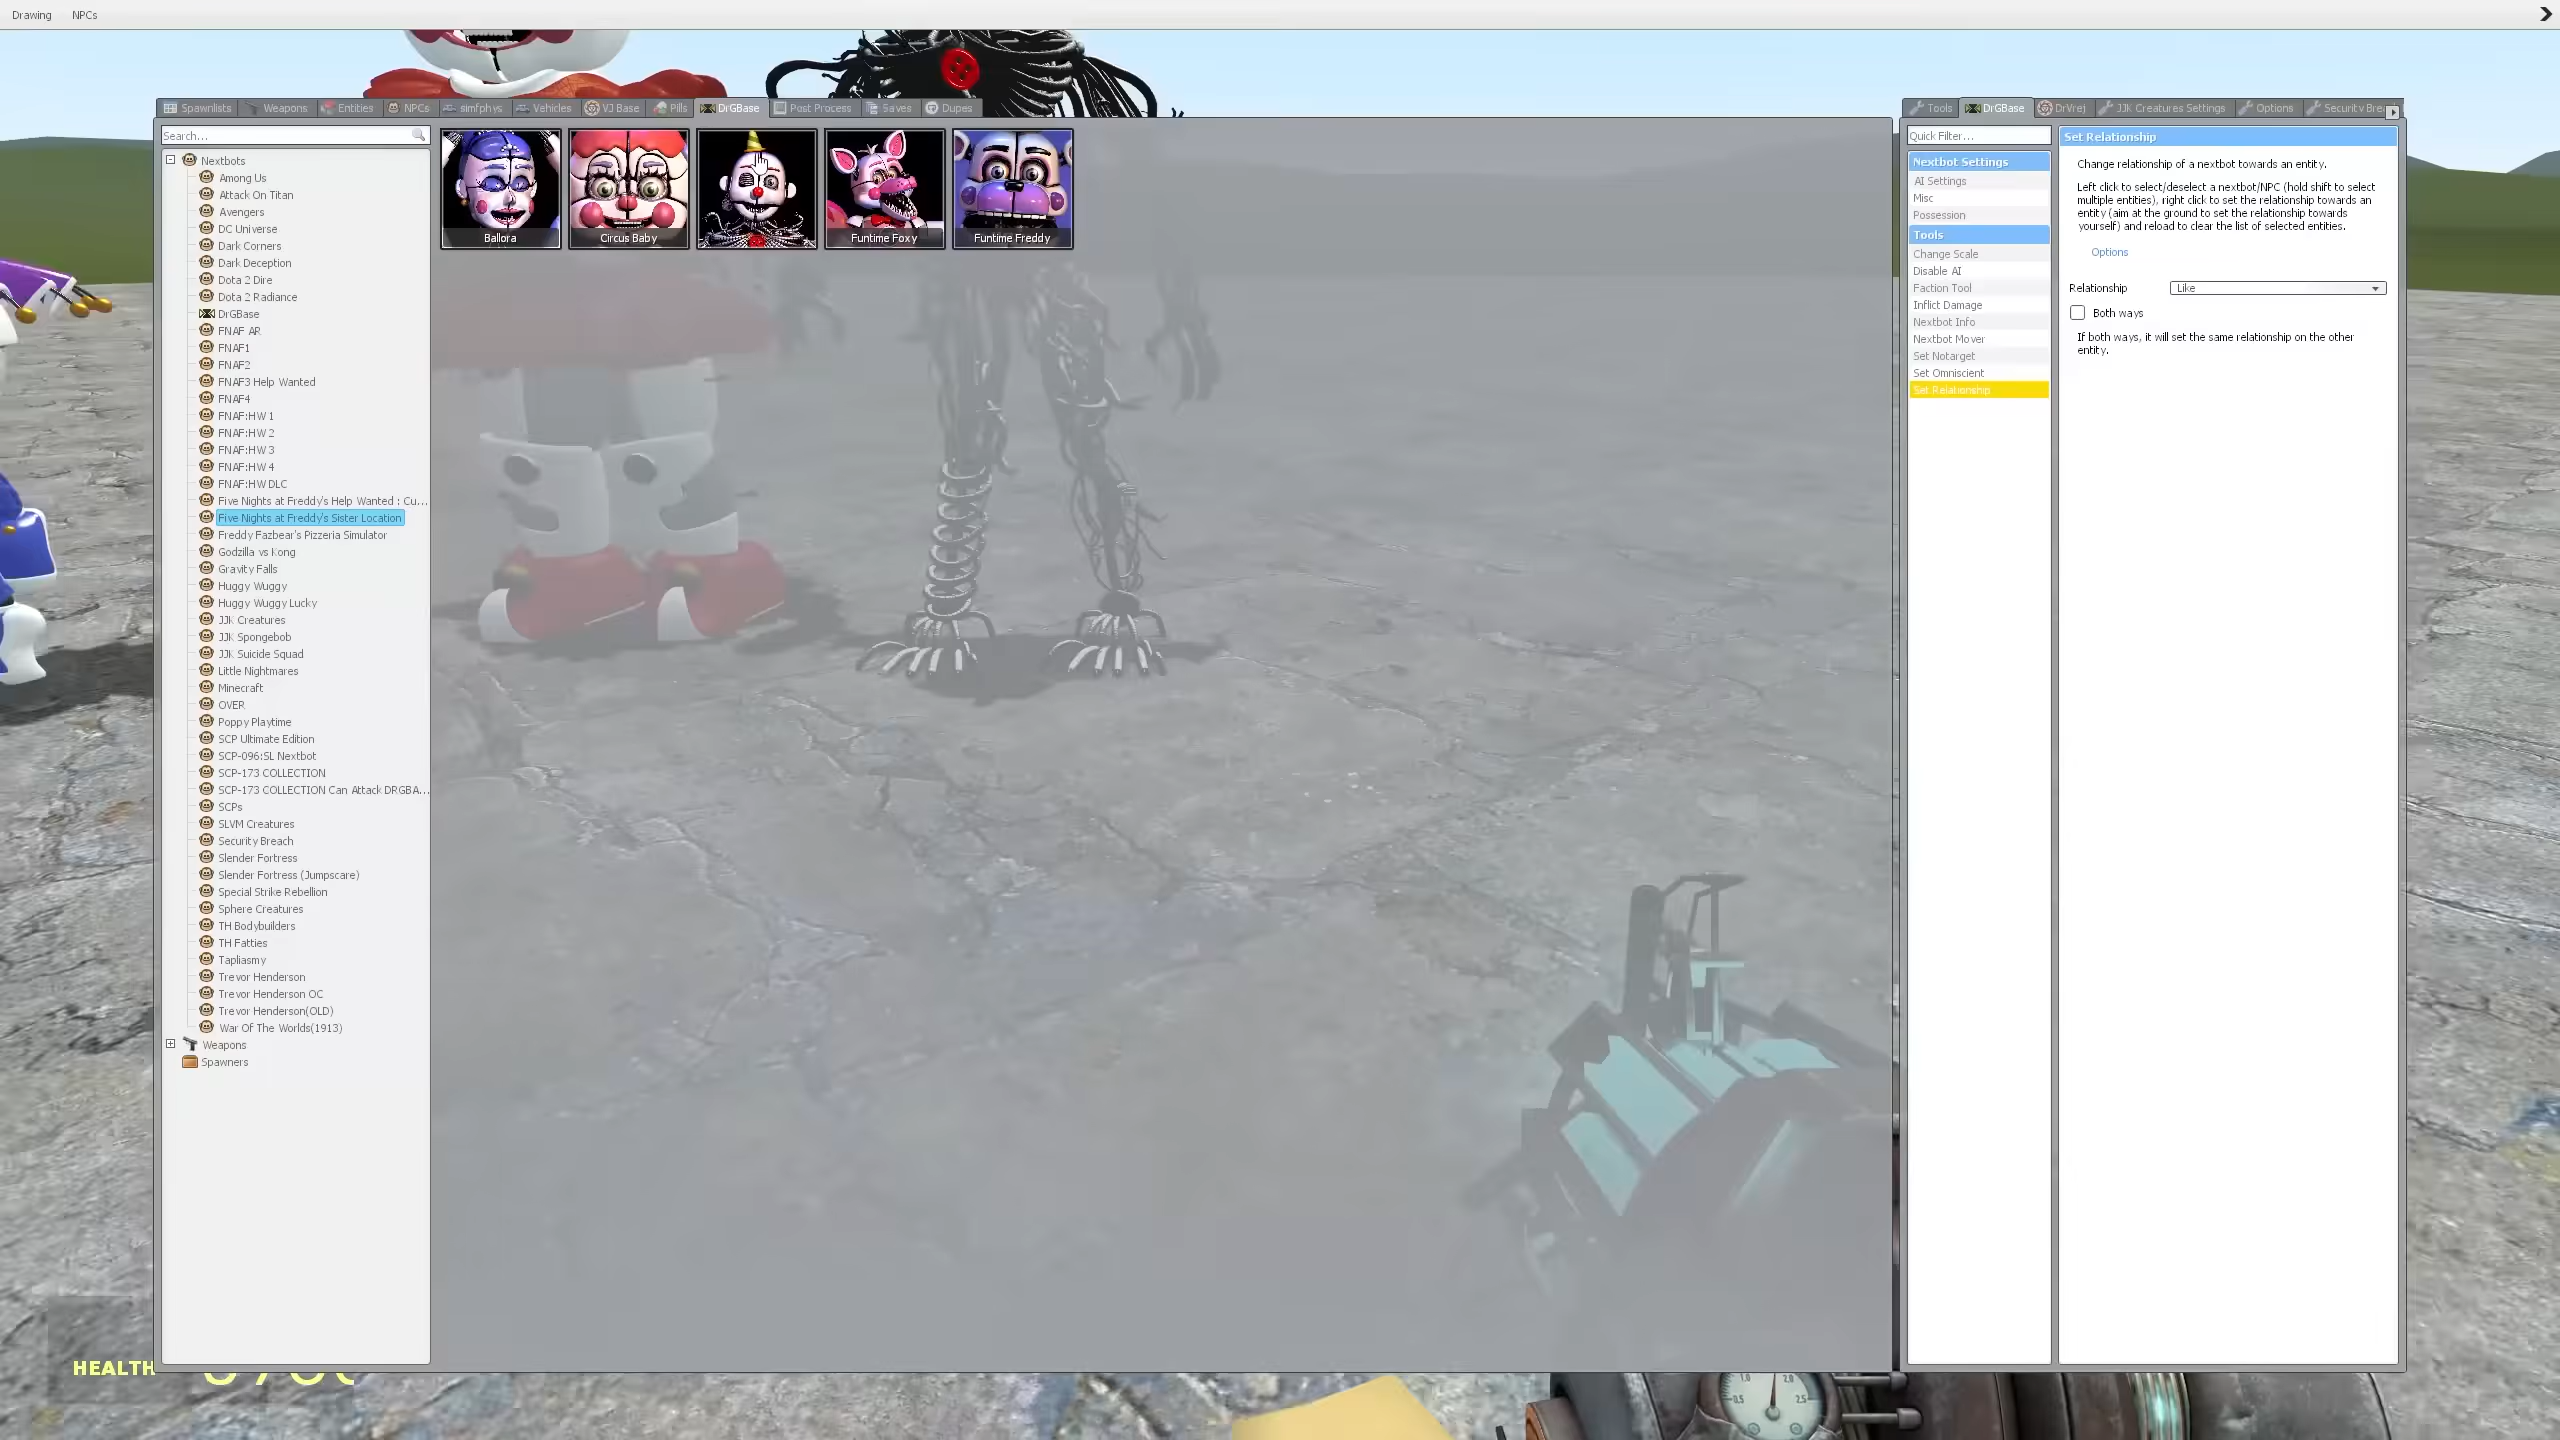 Drawing NPCs
Spawnlists Weapons Entities NPCs simfphys Vehicles VJ Base Pills DrGBase Post Process Saves Dupes
Search...
Nextbots
Among Us
Attack On Titan
Avengers
DC Universe
Dark Corners
Dark Deception
Dota 2 Dire
Dota 2 Radiance
DrGBase
FNAF AR
FNAF1
FNAF2
FNAF3 Help Wanted
FNAF4
FNAF:HW 1
FNAF:HW 2
FNAF:HW 3
FNAF:HW 4
FNAF:HW DLC
Five Nights at Freddy's Help Wanted : Cu...
Five Nights at Freddy's Sister Location
Freddy Fazbear's Pizzeria Simulator
Godzilla vs Kong
Gravity Falls
Huggy Wuggy
Huggy Wuggy Lucky
JJK Creatures
JJK Spongebob
JJK Suicide Squad
Little Nightmares
Minecraft
OVER
Poppy Playtime
SCP Ultimate Edition
SCP-096:SL Nextbot
SCP-173 COLLECTION
SCP-173 COLLECTION Can Attack DRGBA...
SCPs
SLVM Creatures
Security Breach
Slender Fortress
Slender Fortress (Jumpscare)
Special Strike Rebellion
Sphere Creatures
TH Bodybuilders
TH Fatties
Tapliasmy
Trevor Henderson
Trevor Henderson OC
Trevor Henderson(OLD)
War Of The Worlds(1913)
Weapons
Spawners
Ballora Circus Baby Funtime Foxy Funtime Freddy
Tools DrGBase DrVrej JJK Creatures Settings Options Security Brea
Quick Filter...
Nextbot Settings
AI Settings
Misc
Possession
Tools
Change Scale
Disable AI
Faction Tool
Inflict Damage
Nextbot Info
Nextbot Mover
Set Notarget
Set Omniscient
Set Relationship
Set Relationship
Change relationship of a nextbot towards an entity.
Left click to select/deselect a nextbot/NPC (hold shift to select
multiple entities), right click to set the relationship towards an
entity (aim at the ground to set the relationship towards
yourself) and reload to clear the list of selected entities.
Options
Relationship Like
Both ways
If both ways, it will set the same relationship on the other
entity.
HEALTH
1.0 2.0
0.5 2.5